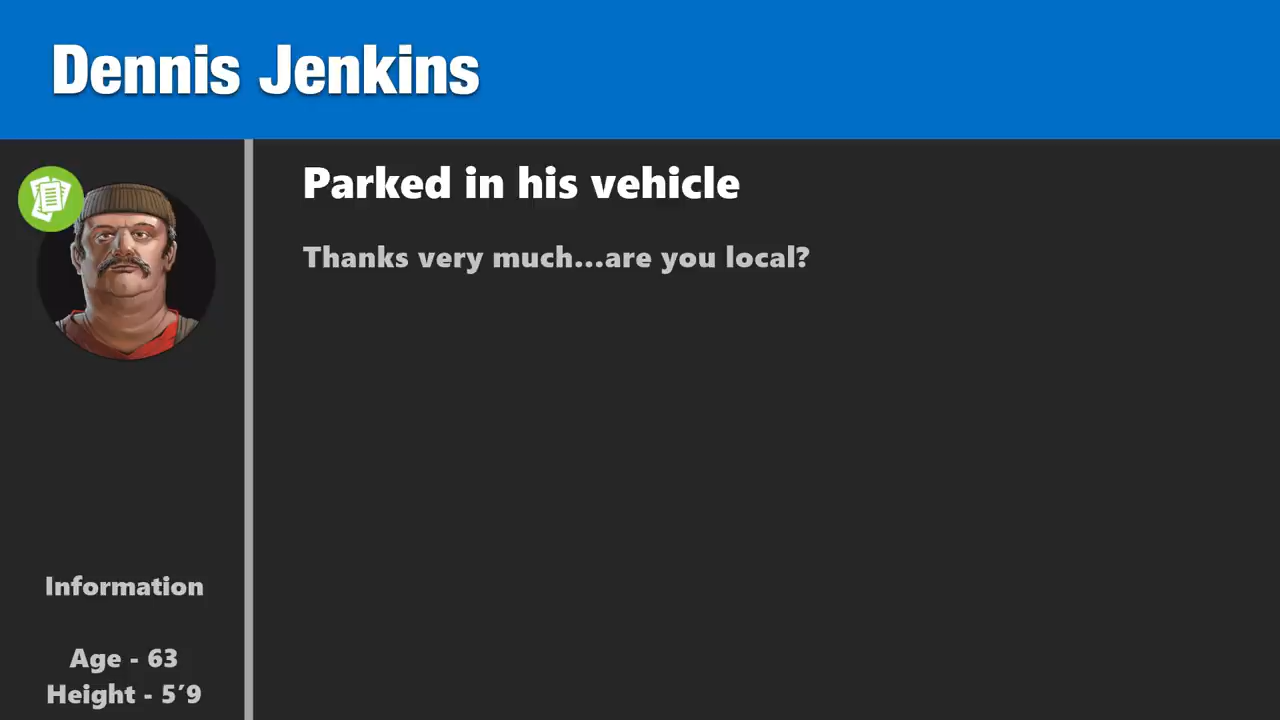 Dennis Jenkins
Parked in his vehicle
Thanks very much...are you local?
Information
Age - 63
Height - 5′9